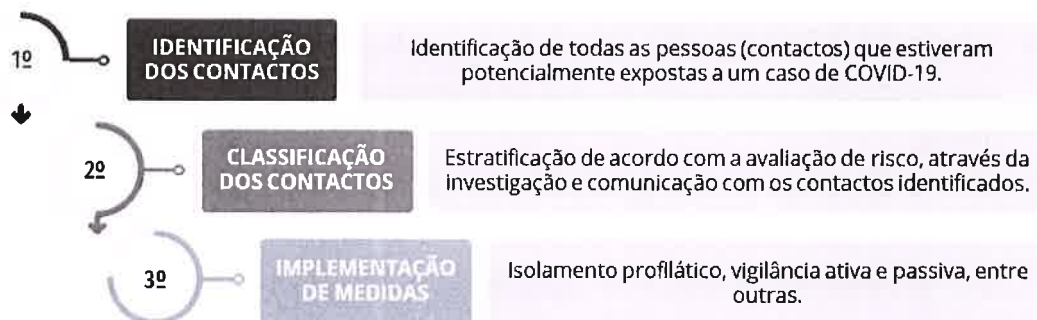 1º
IDENTIFICAÇÃO
DOS CONTACTOS
Identificação de todas as pessoas (contactos) que estiveram
potencialmente expostas a um caso de COVID-19.
2º
CLASSIFICAÇÃO
DOS CONTACTOS
Estratificação de acordo com a avaliação de risco, através da
investigação e comunicação com os contactos identificados.
3º
IMPLEMENTAÇÃO
DE MEDIDAS
Isolamento profilático, vigilância ativa e passiva, entre
outras.